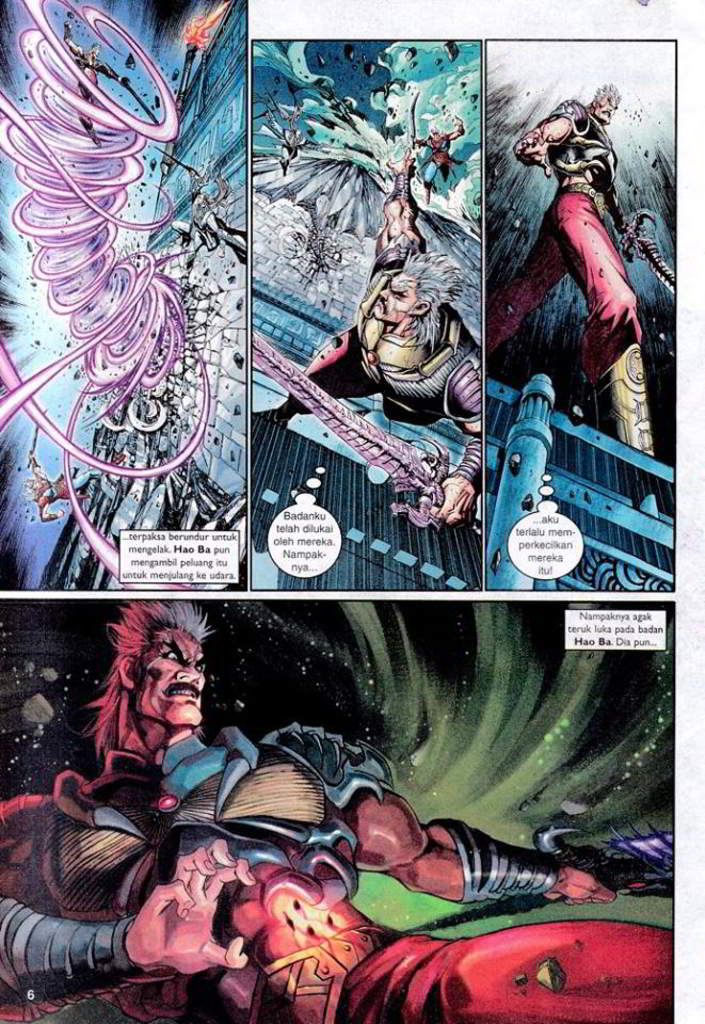 ...terpaksa berundur untuk
mengelak. Hao Ba pun
mengambil peluang itu
untuk menjulang ke udara.
Badanku
telah dilukai
oleh mereka.
Nampak-
nya...
...aku
terlalu mem-
perkecilkan
mereka
itu!
Nampaknya agak
teruk luka pada badan
Hao Ba. Dia pun...
6